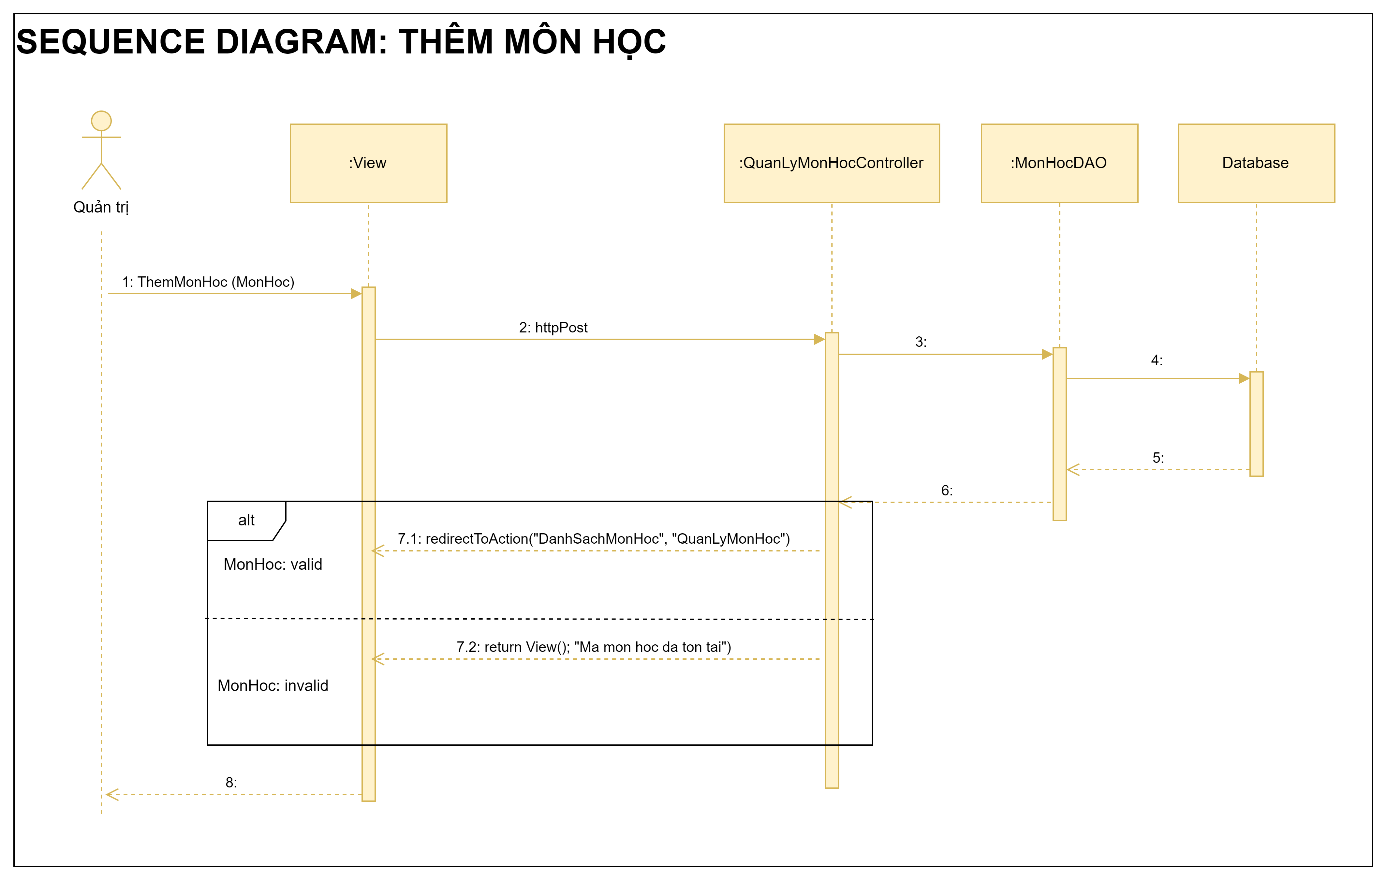 SEQUENCE DIAGRAM: THÊM MÔN HỌC
:View
:QuanLyMonHocController
:MonHocDAO
Database
Quản trị
1: ThemMonHoc (MonHoc)
2: httpPost
3:
4:
5:
6:
alt
7.1: redirectToAction("DanhSachMonHoc", "QuanLyMonHoc")
MonHoc: valid
7.2: return View(); "Ma mon hoc da ton tai")
MonHoc: invalid
8: